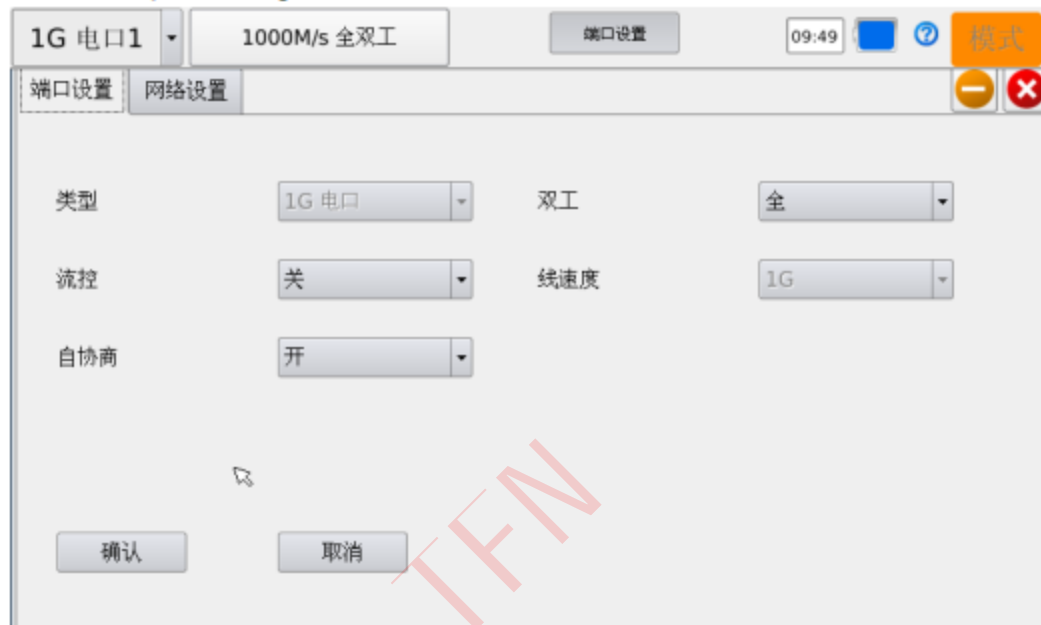 1G 电口1 1000M/s 全双工 端口设置 09:49 ? 模式
端口设置 网络设置
类型 1G 电口 双工 全
流控 关 线速度 1G
自协商 开
确认 取消
TFN